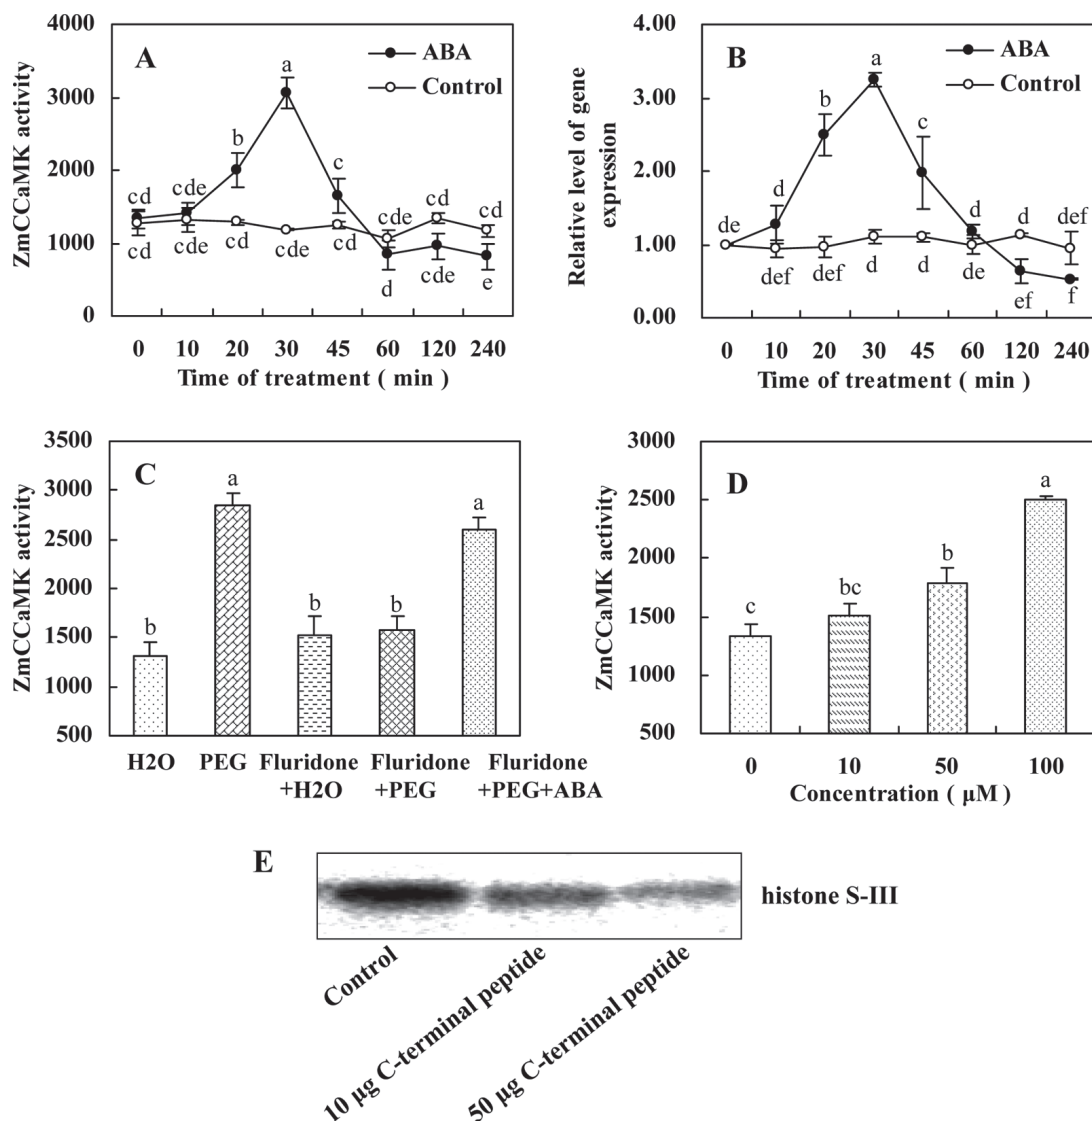 A
ABA
Control
ZmCCaMK activity
4000
3000
2000
1000
0
cd
cde
b
a
c
cde
cd
cd
cd
cde
cd
cde
cd
d
cde
e
0 10 20 30 45 60 120 240
Time of treatment ( min )
B
ABA
Control
Relative level of gene
expression
4.00
3.00
2.00
1.00
0.00
de
d
b
a
c
d
d
def
def
def
d
d
de
ef
f
0 10 20 30 45 60 120 240
Time of treatment ( min )
C
ZmCCaMK activity
3500
3000
2500
2000
1500
1000
500
b
a
b
b
a
H2O PEG Fluridone Fluridone Fluridone
+H2O +PEG +PEG+ABA
D
ZmCCaMK activity
3000
2500
2000
1500
1000
500
c
bc
b
a
0 10 50 100
Concentration ( μM )
E
histone S-III
Control
10 μg C-terminal peptide
50 μg C-terminal peptide